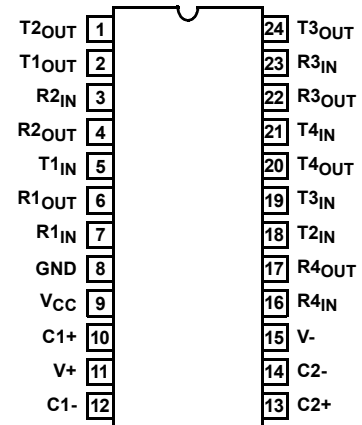 T2OUT 1 24 T3OUT
T1OUT 2 23 R3IN
R2IN 3 22 R3OUT
R2OUT 4 21 T4IN
T1IN 5 20 T4OUT
R1OUT 6 19 T3IN
R1IN 7 18 T2IN
GND 8 17 R4OUT
VCC 9 16 R4IN
C1+ 10 15 V-
V+ 11 14 C2-
C1- 12 13 C2+